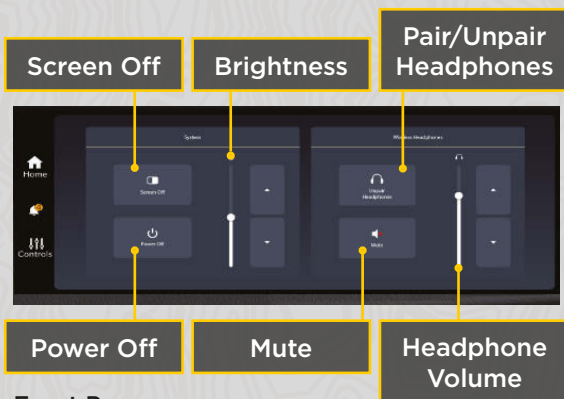 Screen Off
Brightness
Pair/Unpair
Headphones
System
Wireless Headphones
Home
Screen Off
Unpair
Headphones
Power Off
Mute
Controls
Power Off
Mute
Headphone
Volume